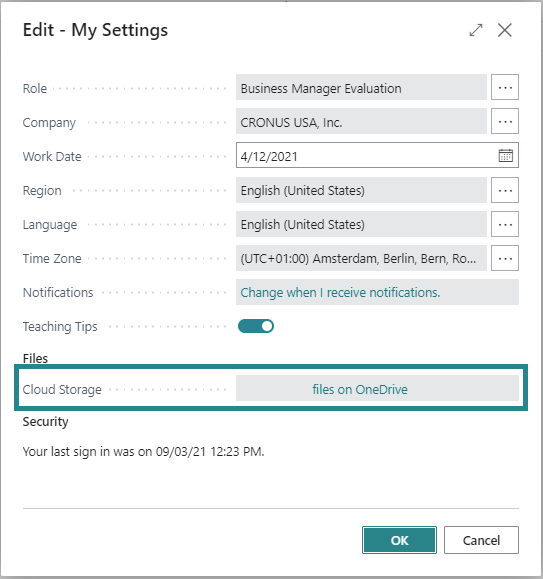 Edit - My Settings
Role Business Manager Evaluation ...
Company CRONUS USA, Inc. ...
Work Date 4/12/2021
Region English (United States) ...
Language English (United States) ...
Time Zone (UTC+01:00) Amsterdam, Berlin, Bern, Ro... ...
Notifications Change when I receive notifications.
Teaching Tips
Files
Cloud Storage files on OneDrive
Security
Your last sign in was on 09/03/21 12:23 PM.
OK Cancel